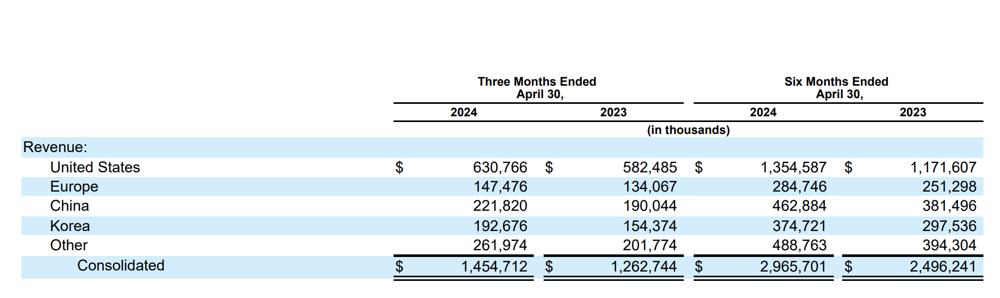 Three Months Ended Six Months Ended
April 30, April 30,
2024 2023 2024 2023
(in thousands)
Revenue:
United States $ 630,766 $ 582,485 $ 1,354,587 $ 1,171,607
Europe 147,476 134,067 284,746 251,298
China 221,820 190,044 462,884 381,496
Korea 192,676 154,374 374,721 297,536
Other 261,974 201,774 488,763 394,304
Consolidated $ 1,454,712 $ 1,262,744 $ 2,965,701 $ 2,496,241